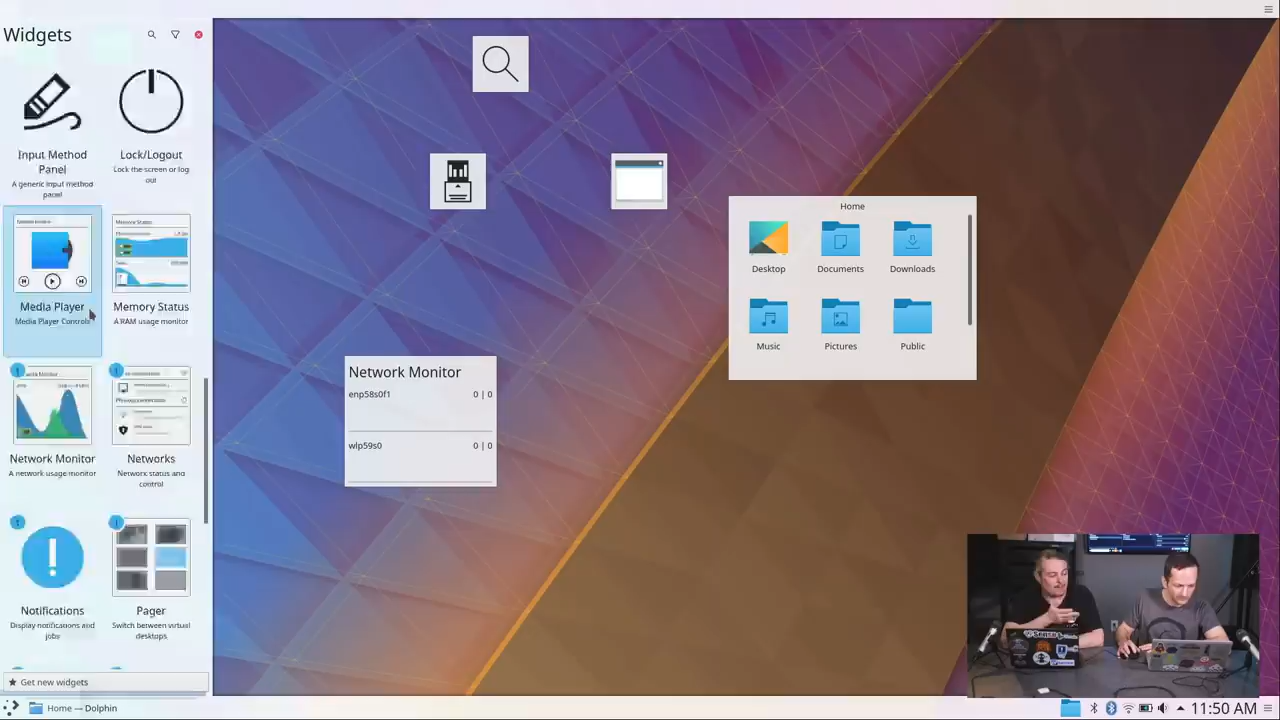 Widgets
Input Method
Panel
A generic input method
panel
Lock/Logout
Lock the screen or log
out
Media Player
Media Player Controls
Memory Status
Memory Status
A RAM usage monitor
Network Monitor
A network usage monitor
Networks
Network status and
control
Notifications
Display notifications and
jobs
Pager
Switch between virtual
desktops
Get new widgets
Home — Dolphin
Network Monitor
enp58s0f1 0 | 0
wlp59s0 0 | 0
Home
Desktop Documents Downloads
Music Pictures Public
11:50 AM